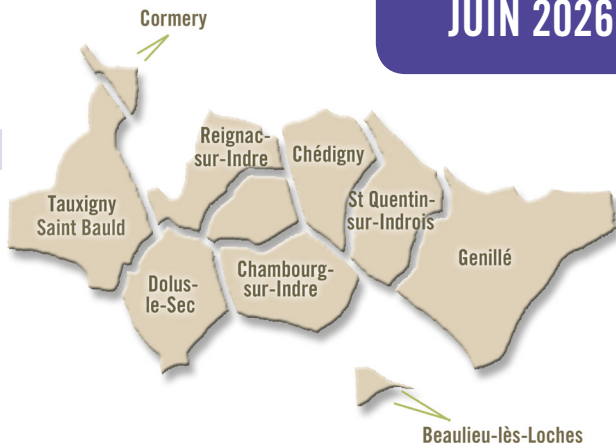 Cormery
JUIN 2026
Reignac-
sur-Indre
Chédigny
Tauxigny
Saint Bauld
St Quentin-
sur-Indrois
Genillé
Dolus-
le-Sec
Chambourg-
sur-Indre
Beaulieu-lès-Loches